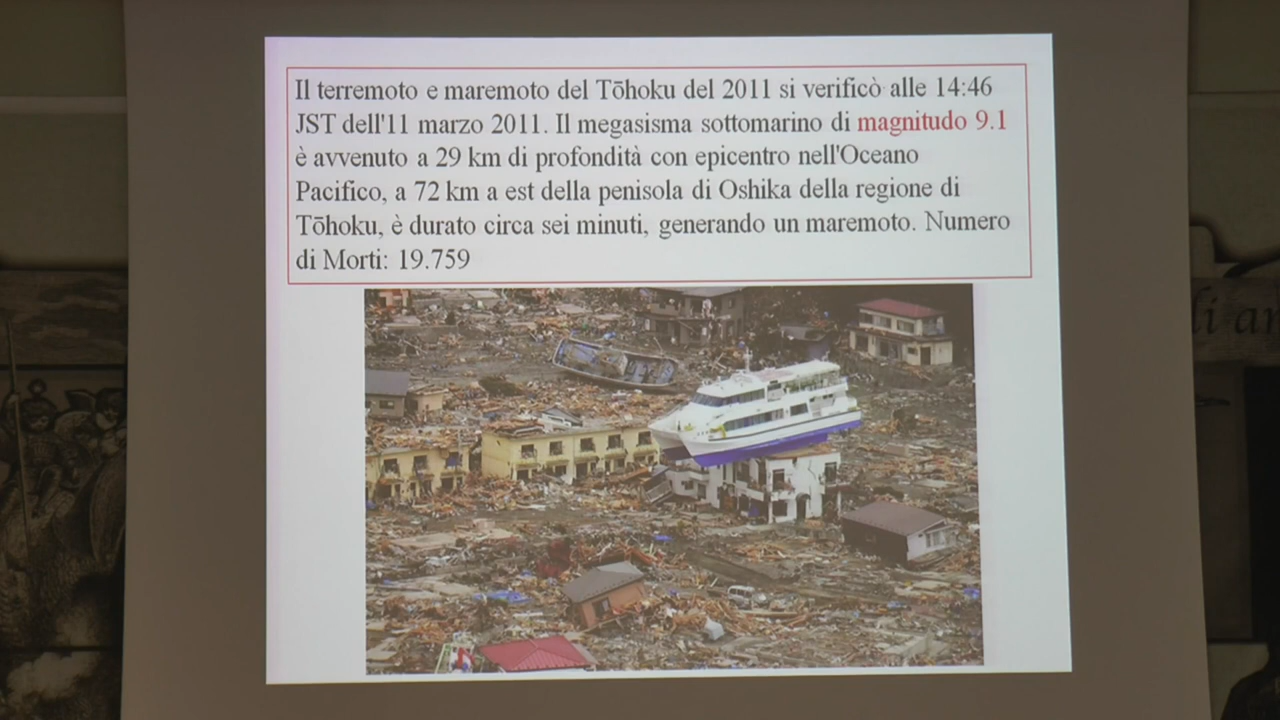 Il terremoto e maremoto del Tōhoku del 2011 si verificò alle 14:46
JST dell'11 marzo 2011. Il megasisma sottomarino di magnitudo 9.1
è avvenuto a 29 km di profondità con epicentro nell'Oceano
Pacifico, a 72 km a est della penisola di Oshika della regione di
Tōhoku, è durato circa sei minuti, generando un maremoto. Numero
di Morti: 19.759